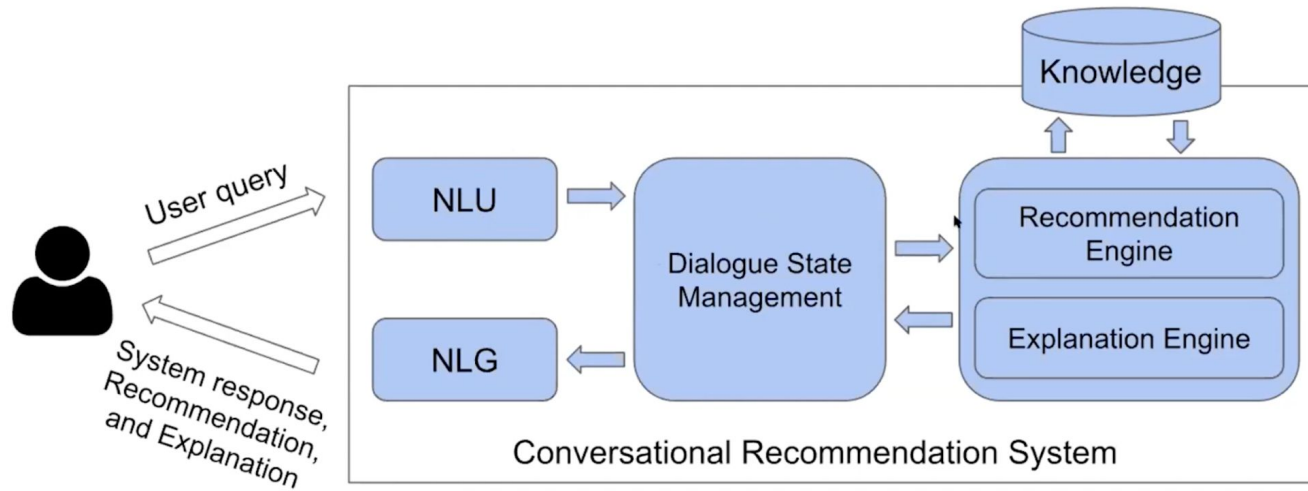 Knowledge
User query
NLU
Recommendation
Engine
Dialogue State
Management
Explanation Engine
NLG
System response,
Recommendation,
and Explanation
Conversational Recommendation System